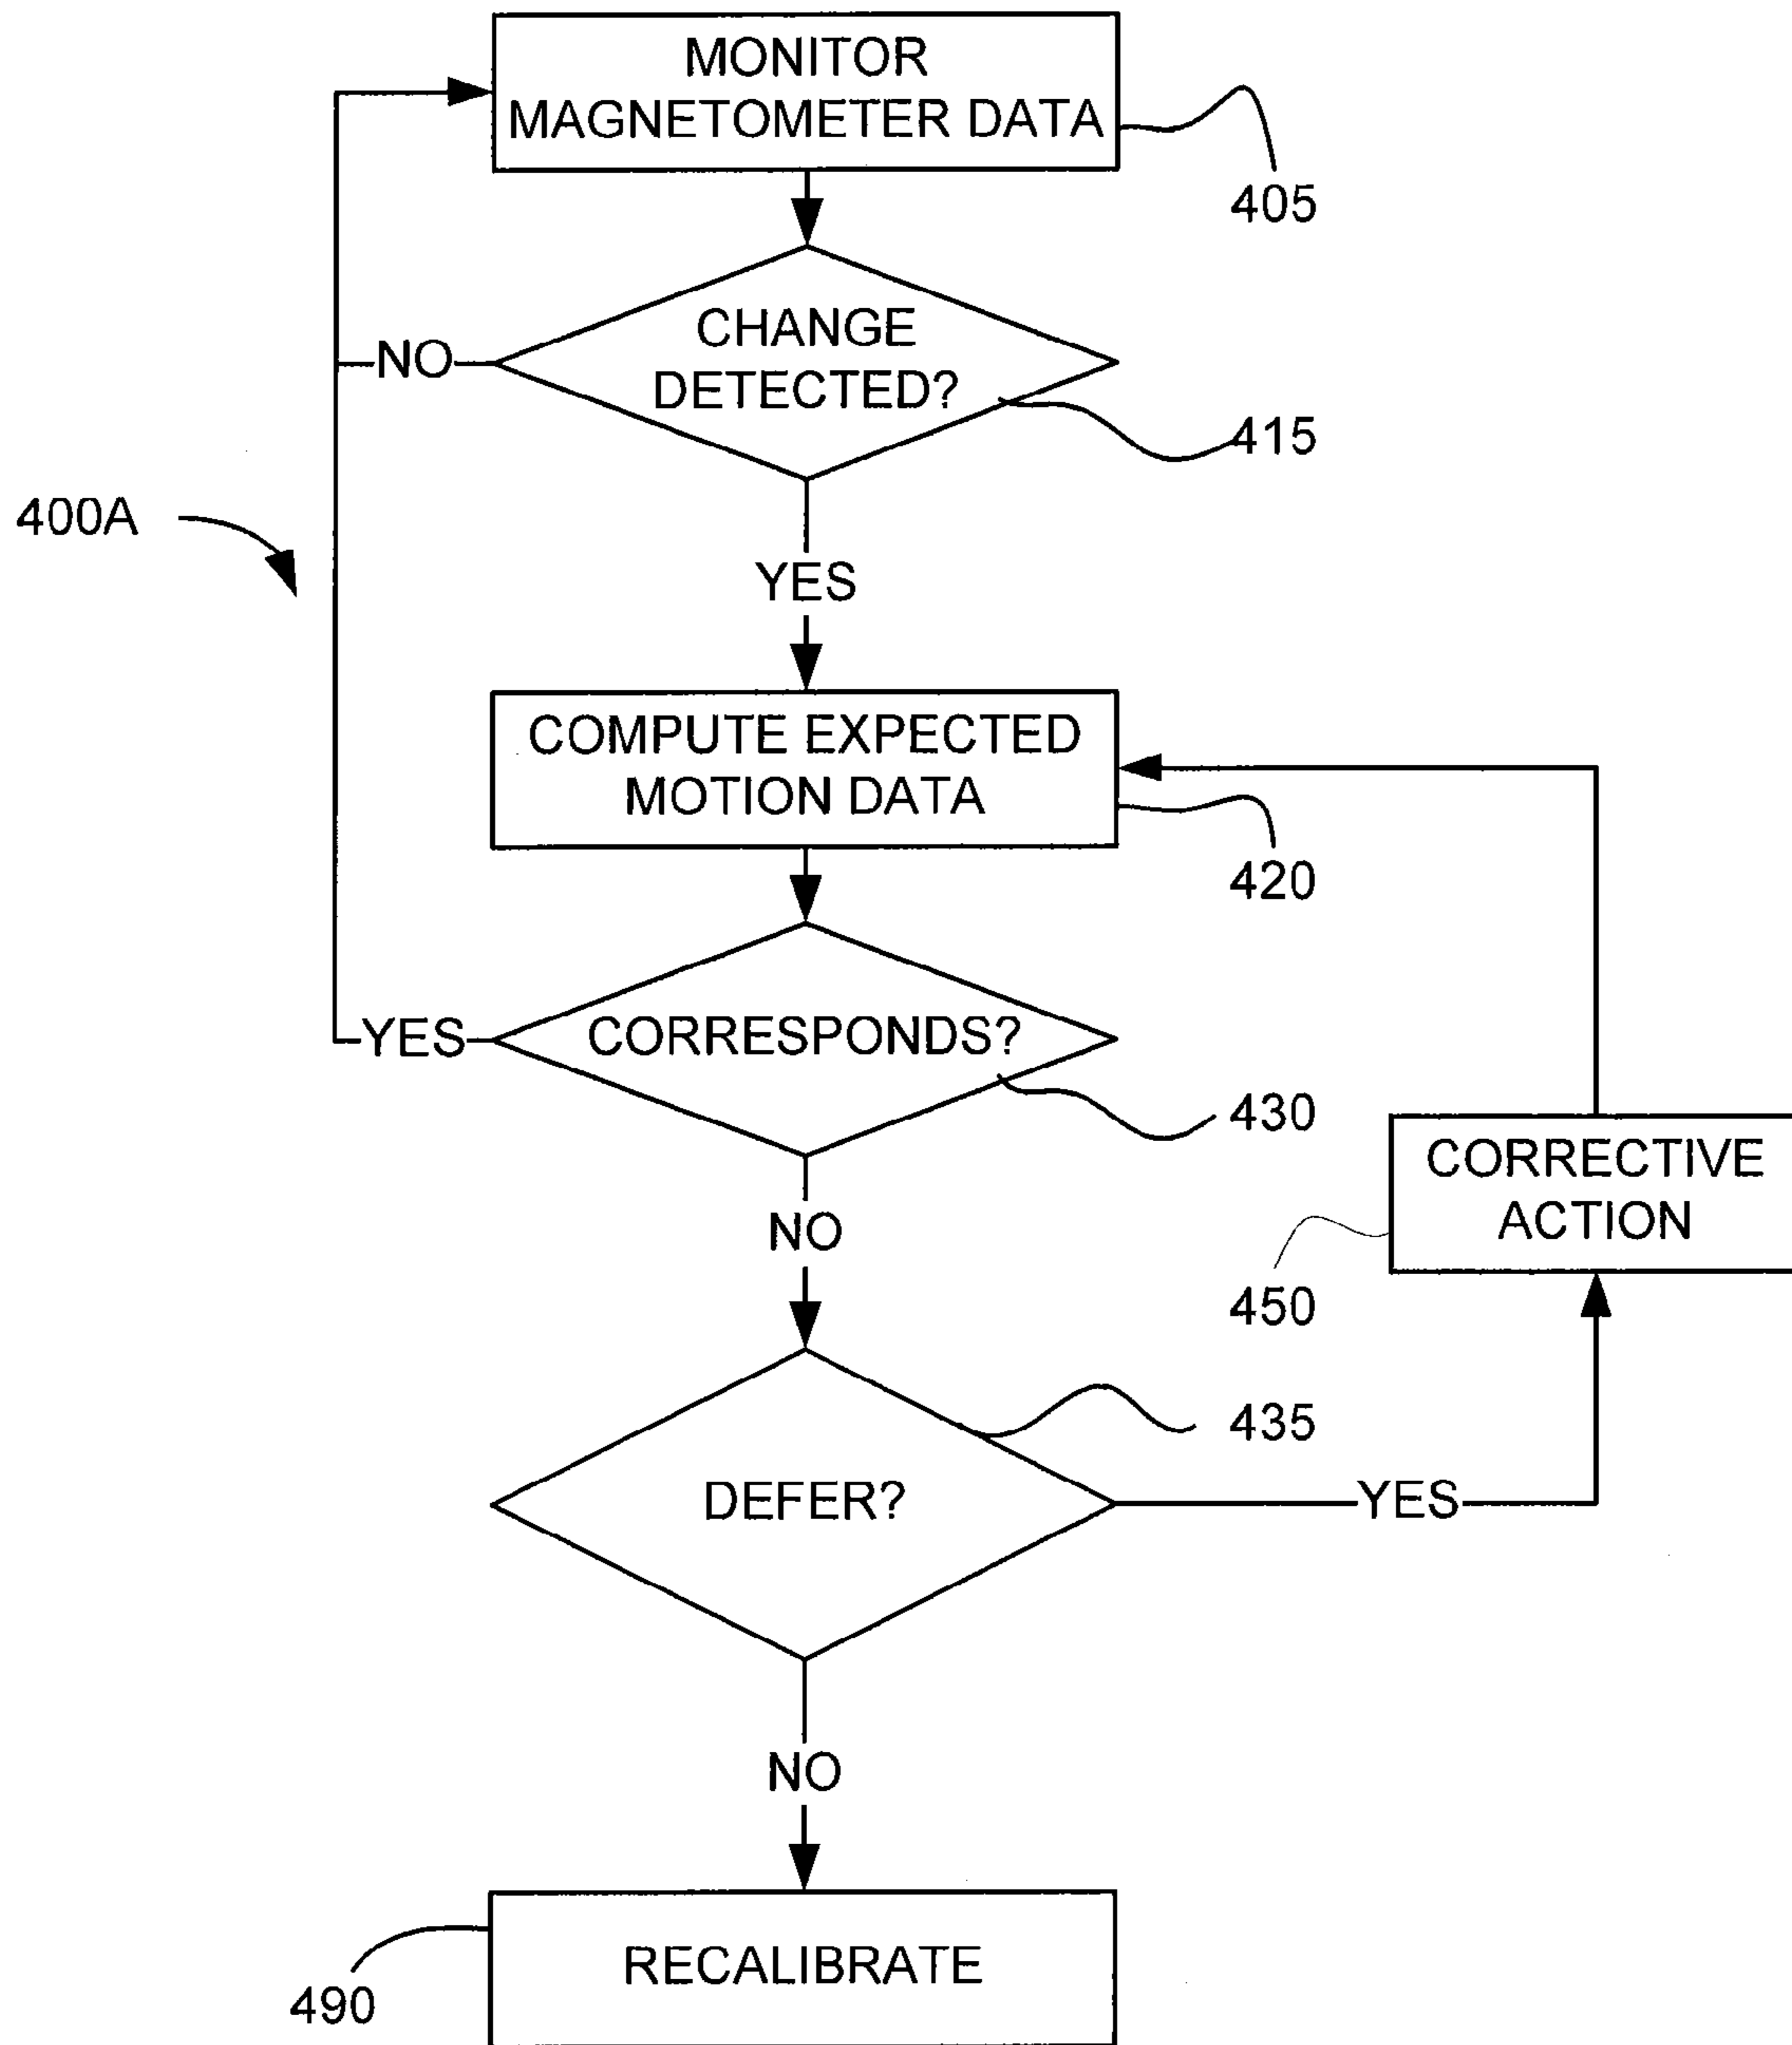 MONITOR
MAGNETOMETER DATA
405
CHANGE
DETECTED?
NO
415
400A
YES
COMPUTE EXPECTED
MOTION DATA
420
CORRESPONDS?
YES
430
CORRECTIVE
ACTION
NO
450
435
DEFER?
YES
NO
RECALIBRATE
490